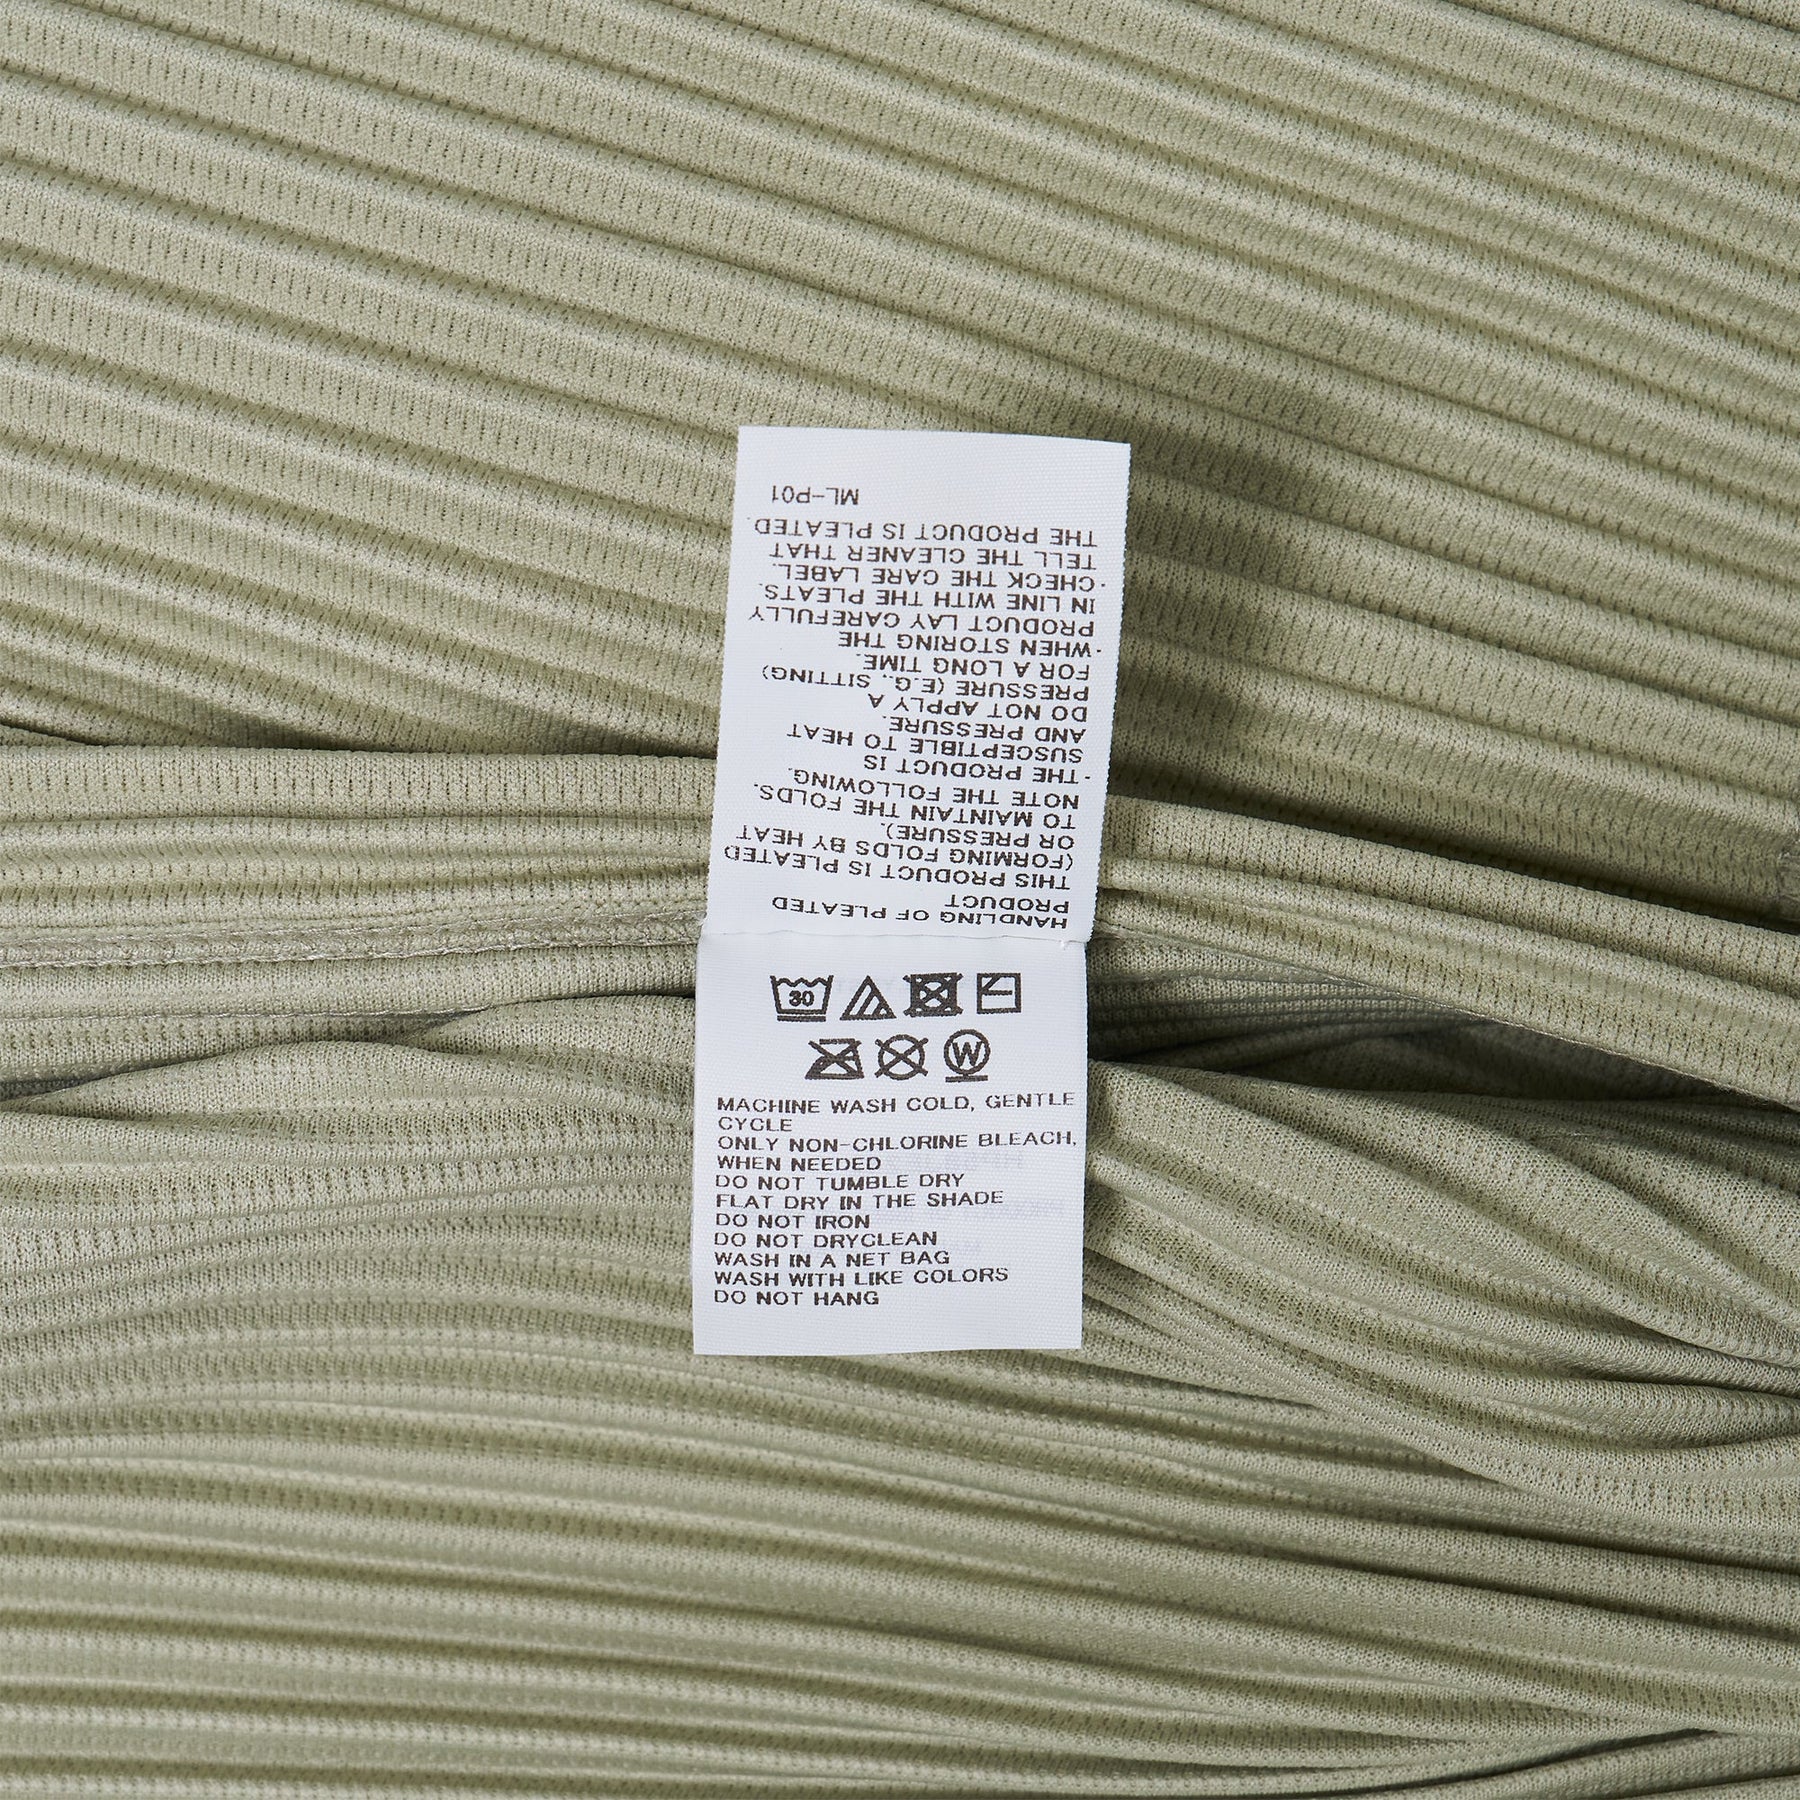 HANDLING OF PLEATED
PRODUCT
THIS PRODUCT IS PLEATED
(FORMING FOLDS BY HEAT
OR PRESSURE).
TO MAINTAIN THE FOLDS.
NOTE THE FOLLOWING.
・THE PRODUCT IS
SUSCEPTIBLE TO HEAT
AND PRESSURE.
DO NOT APPLY A
PRESSURE (E.G., SITTING)
FOR A LONG TIME.
・WHEN STORING THE
PRODUCT LAY CAREFULLY
IN LINE WITH THE PLEATS.
・CHECK THE CARE LABEL.
TELL THE CLEANER THAT
THE PRODUCT IS PLEATED.
ML-P01
30
W
MACHINE WASH COLD, GENTLE
CYCLE
ONLY NON-CHLORINE BLEACH,
WHEN NEEDED
DO NOT TUMBLE DRY
FLAT DRY IN THE SHADE
DO NOT IRON
DO NOT DRYCLEAN
WASH IN A NET BAG
WASH WITH LIKE COLORS
DO NOT HANG